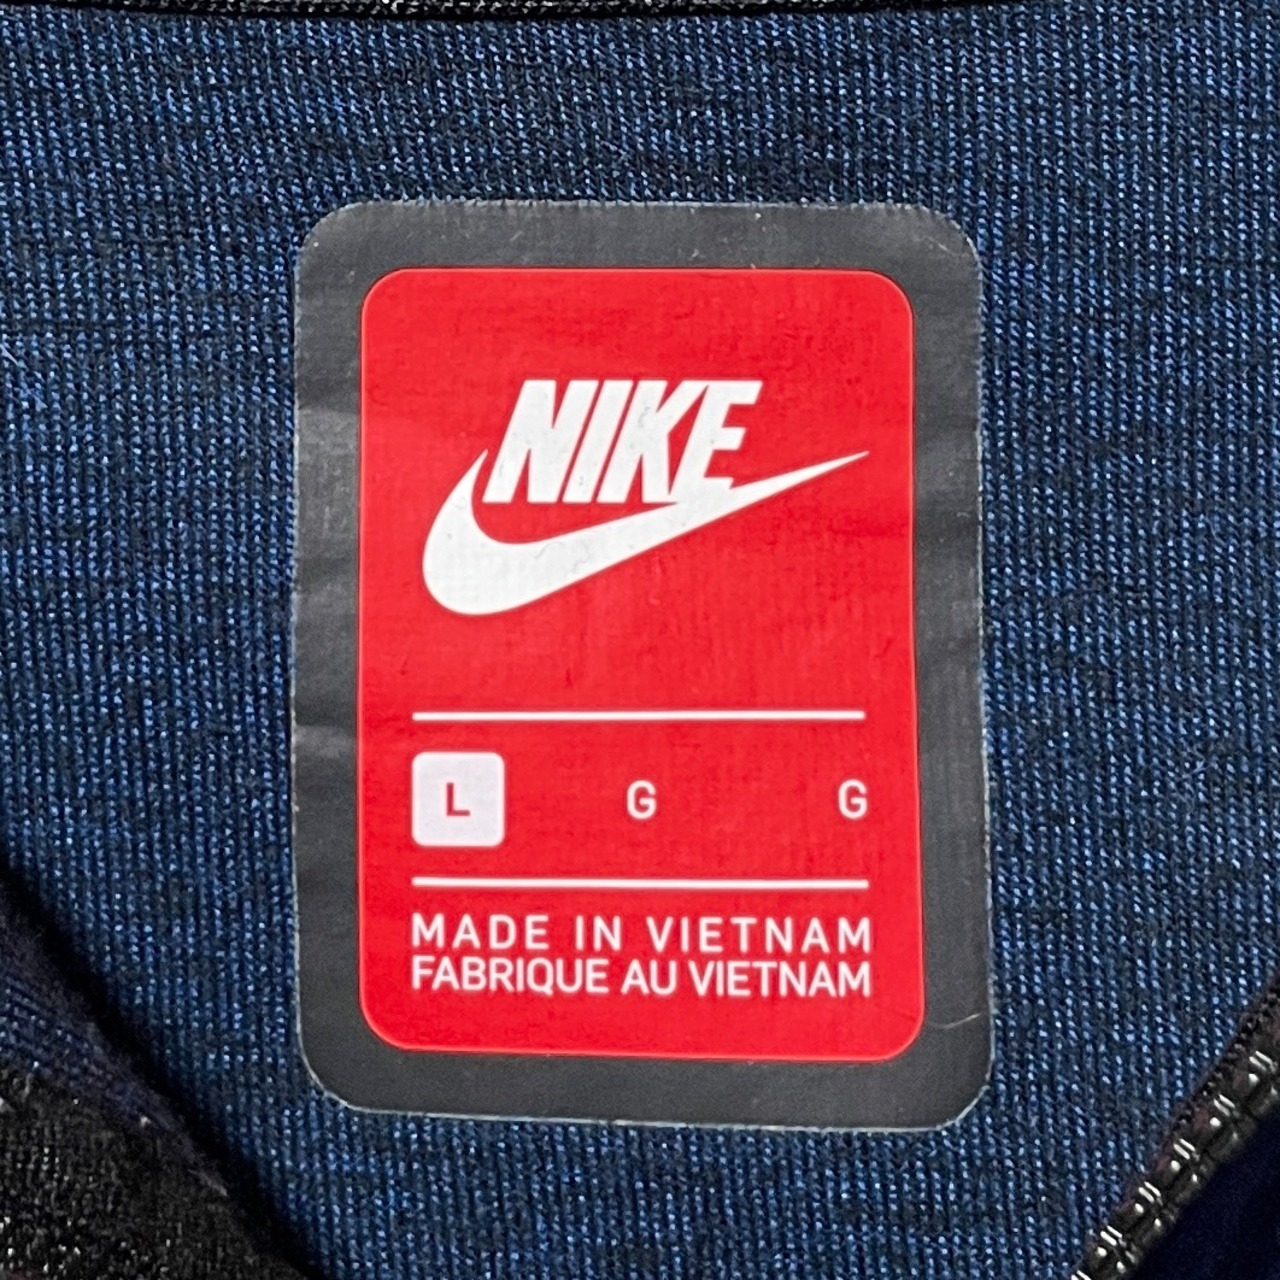 NIKE
L G G
MADE IN VIETNAM
FABRIQUE AU VIETNAM